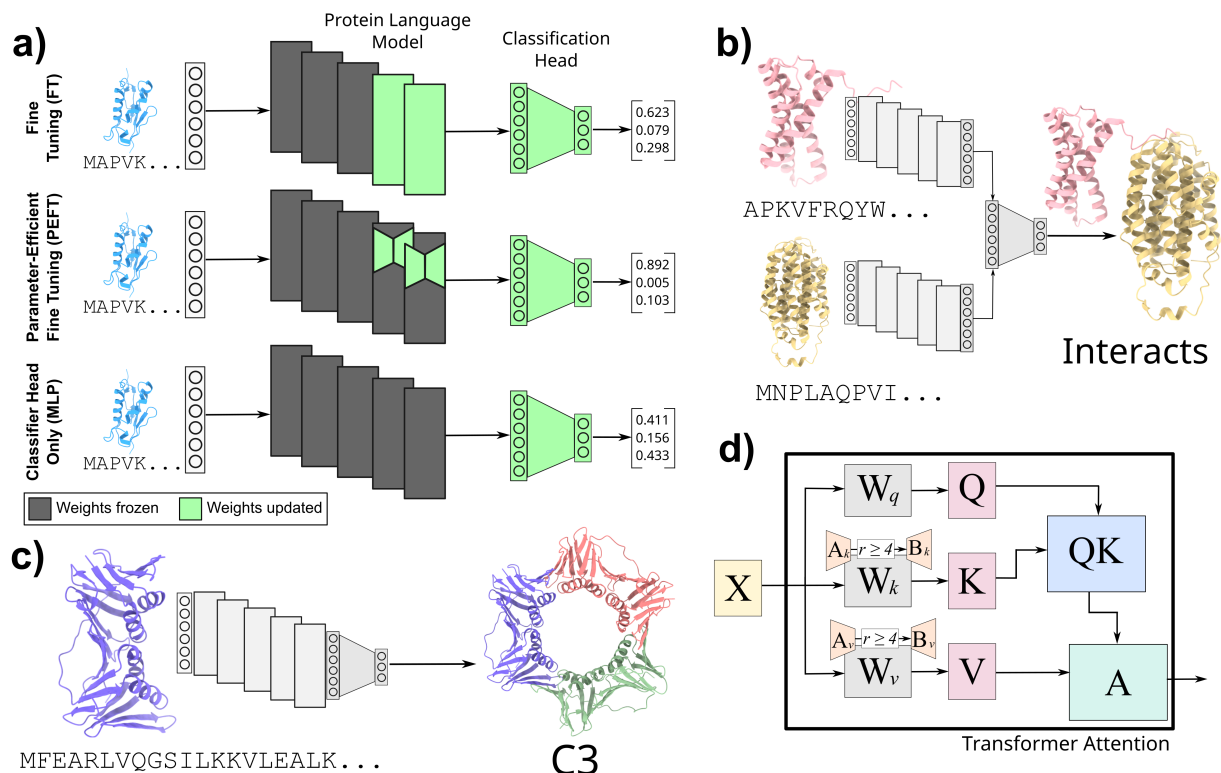 a)
Protein Language
Model
Classification
Head
Fine
Tuning (FT)
MAPVK...
0.623
0.079
0.298
Parameter-Efficient
Fine Tuning (PEFT)
MAPVK...
0.892
0.005
0.103
Classifier Head
Only (MLP)
MAPVK...
0.411
0.156
0.433
Weights frozen
Weights updated
b)
APKVFRQYW...
MNPLAQPVI...
Interacts
c)
MFEARLVQGSILKKVLEALK...
C3
d)
X
Wq
Q
Ak
r ≥ 4
Bk
Wk
K
Av
r ≥ 4
Bv
Wv
V
QK
A
Transformer Attention